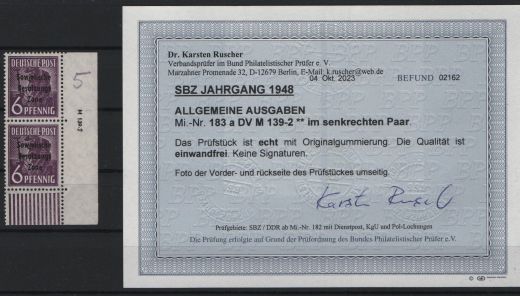 DEUTSCHE POST
Sowjetische
Besatzungs
Zone
6 PFENNIG
DEUTSCHE POST
Sowjetische
Besatzungs
Zone
6 PFENNIG
5
M 139-2
Dr. Karsten Ruscher
Verbandsprüfer im Bund Philatelistischer Prüfer e. V.
Marzahner Promenade 32, D-12679 Berlin, E-Mail: k.ruscher@web.de
04 Okt. 2023
BEFUND 02162
SBZ JAHRGANG 1948
ALLGEMEINE AUSGABEN
Mi.-Nr. 183 a DV M 139-2 ** im senkrechten Paar.
Das Prüfstück ist echt mit Originalgummierung. Die Qualität ist
einwandfrei. Keine Signaturen.
Foto der Vorder- und rückseite des Prüfstückes umseitig.
Karsten Ruscher
Prüfgebiete: SBZ / DDR ab Mi.-Nr. 182 mit Dienstpost, KgU und Pol-Lochungen
Die Prüfung erfolgte auf Grund der Prüfordnung des Bundes Philatelistischer Prüfer e.V.